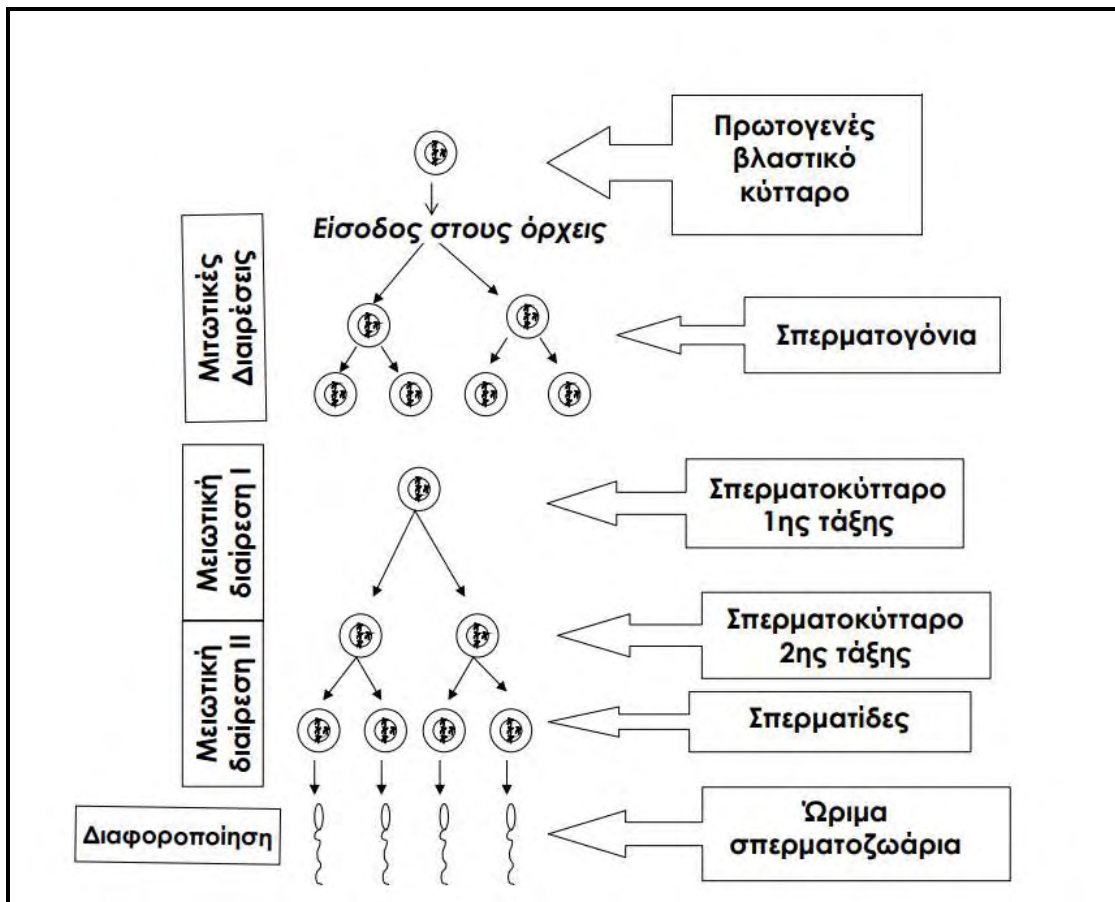 Πρωτογενές
βλαστικό
κύτταρο
Είσοδος στους όρχεις
Μιτωτικές
Διαιρέσεις
Σπερματογόνια
Μειωτική
διαίρεση I
Σπερματοκύτταρο
1ης τάξης
Σπερματοκύτταρο
2ης τάξης
Μειωτική
διαίρεση II
Σπερματίδες
Διαφοροποίηση
Ώριμα
σπερματοζωάρια